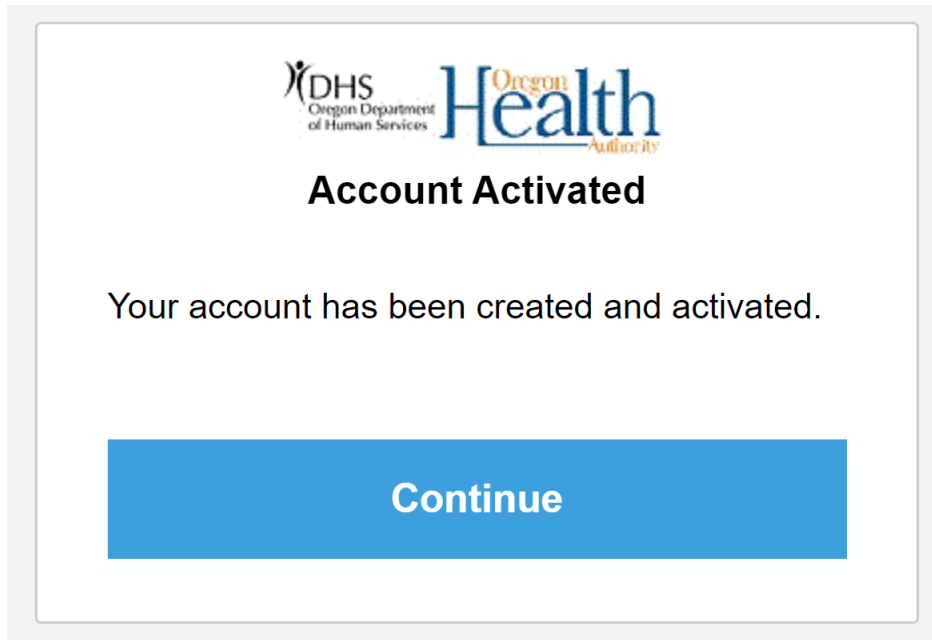 DHS
Oregon Department
of Human Services
Oregon
Health
Authority
Account Activated
Your account has been created and activated.
Continue